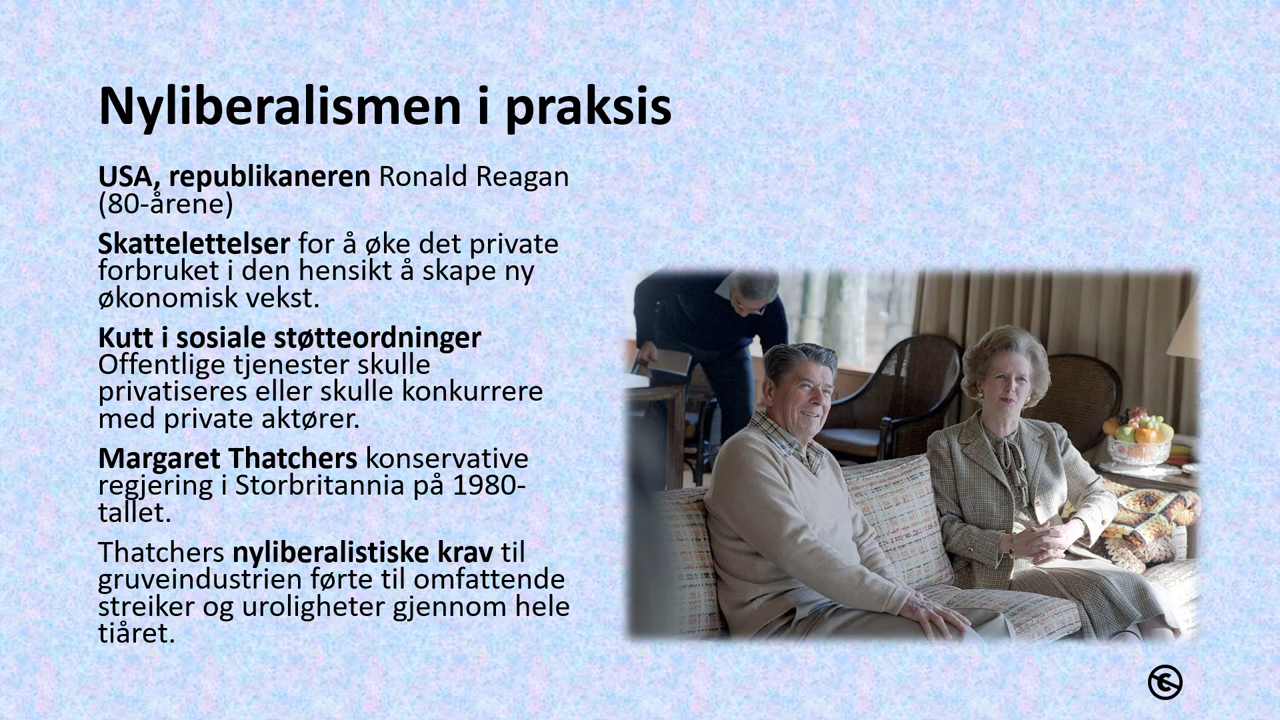 Nyliberalismen i praksis
USA, republikaneren Ronald Reagan
(80-årene)
Skattelettelser for å øke det private
forbruket i den hensikt å skape ny
økonomisk vekst.
Kutt i sosiale støtteordninger
Offentlige tjenester skulle
privatiseres eller skulle konkurrere
med private aktører.
Margaret Thatchers konservative
regjering i Storbritannia på 1980-
tallet.
Thatchers nyliberalistiske krav til
gruveindustrien førte til omfattende
streiker og uroligheter gjennom hele
tiåret.